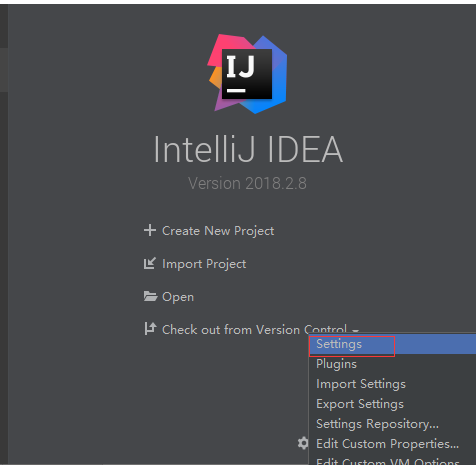 IJ
IntelliJ IDEA
Version 2018.2.8
Create New Project
Import Project
Open
Check out from Version Control
Settings
Plugins
Import Settings
Export Settings
Settings Repository...
Edit Custom Properties...
Edit Custom VM Options